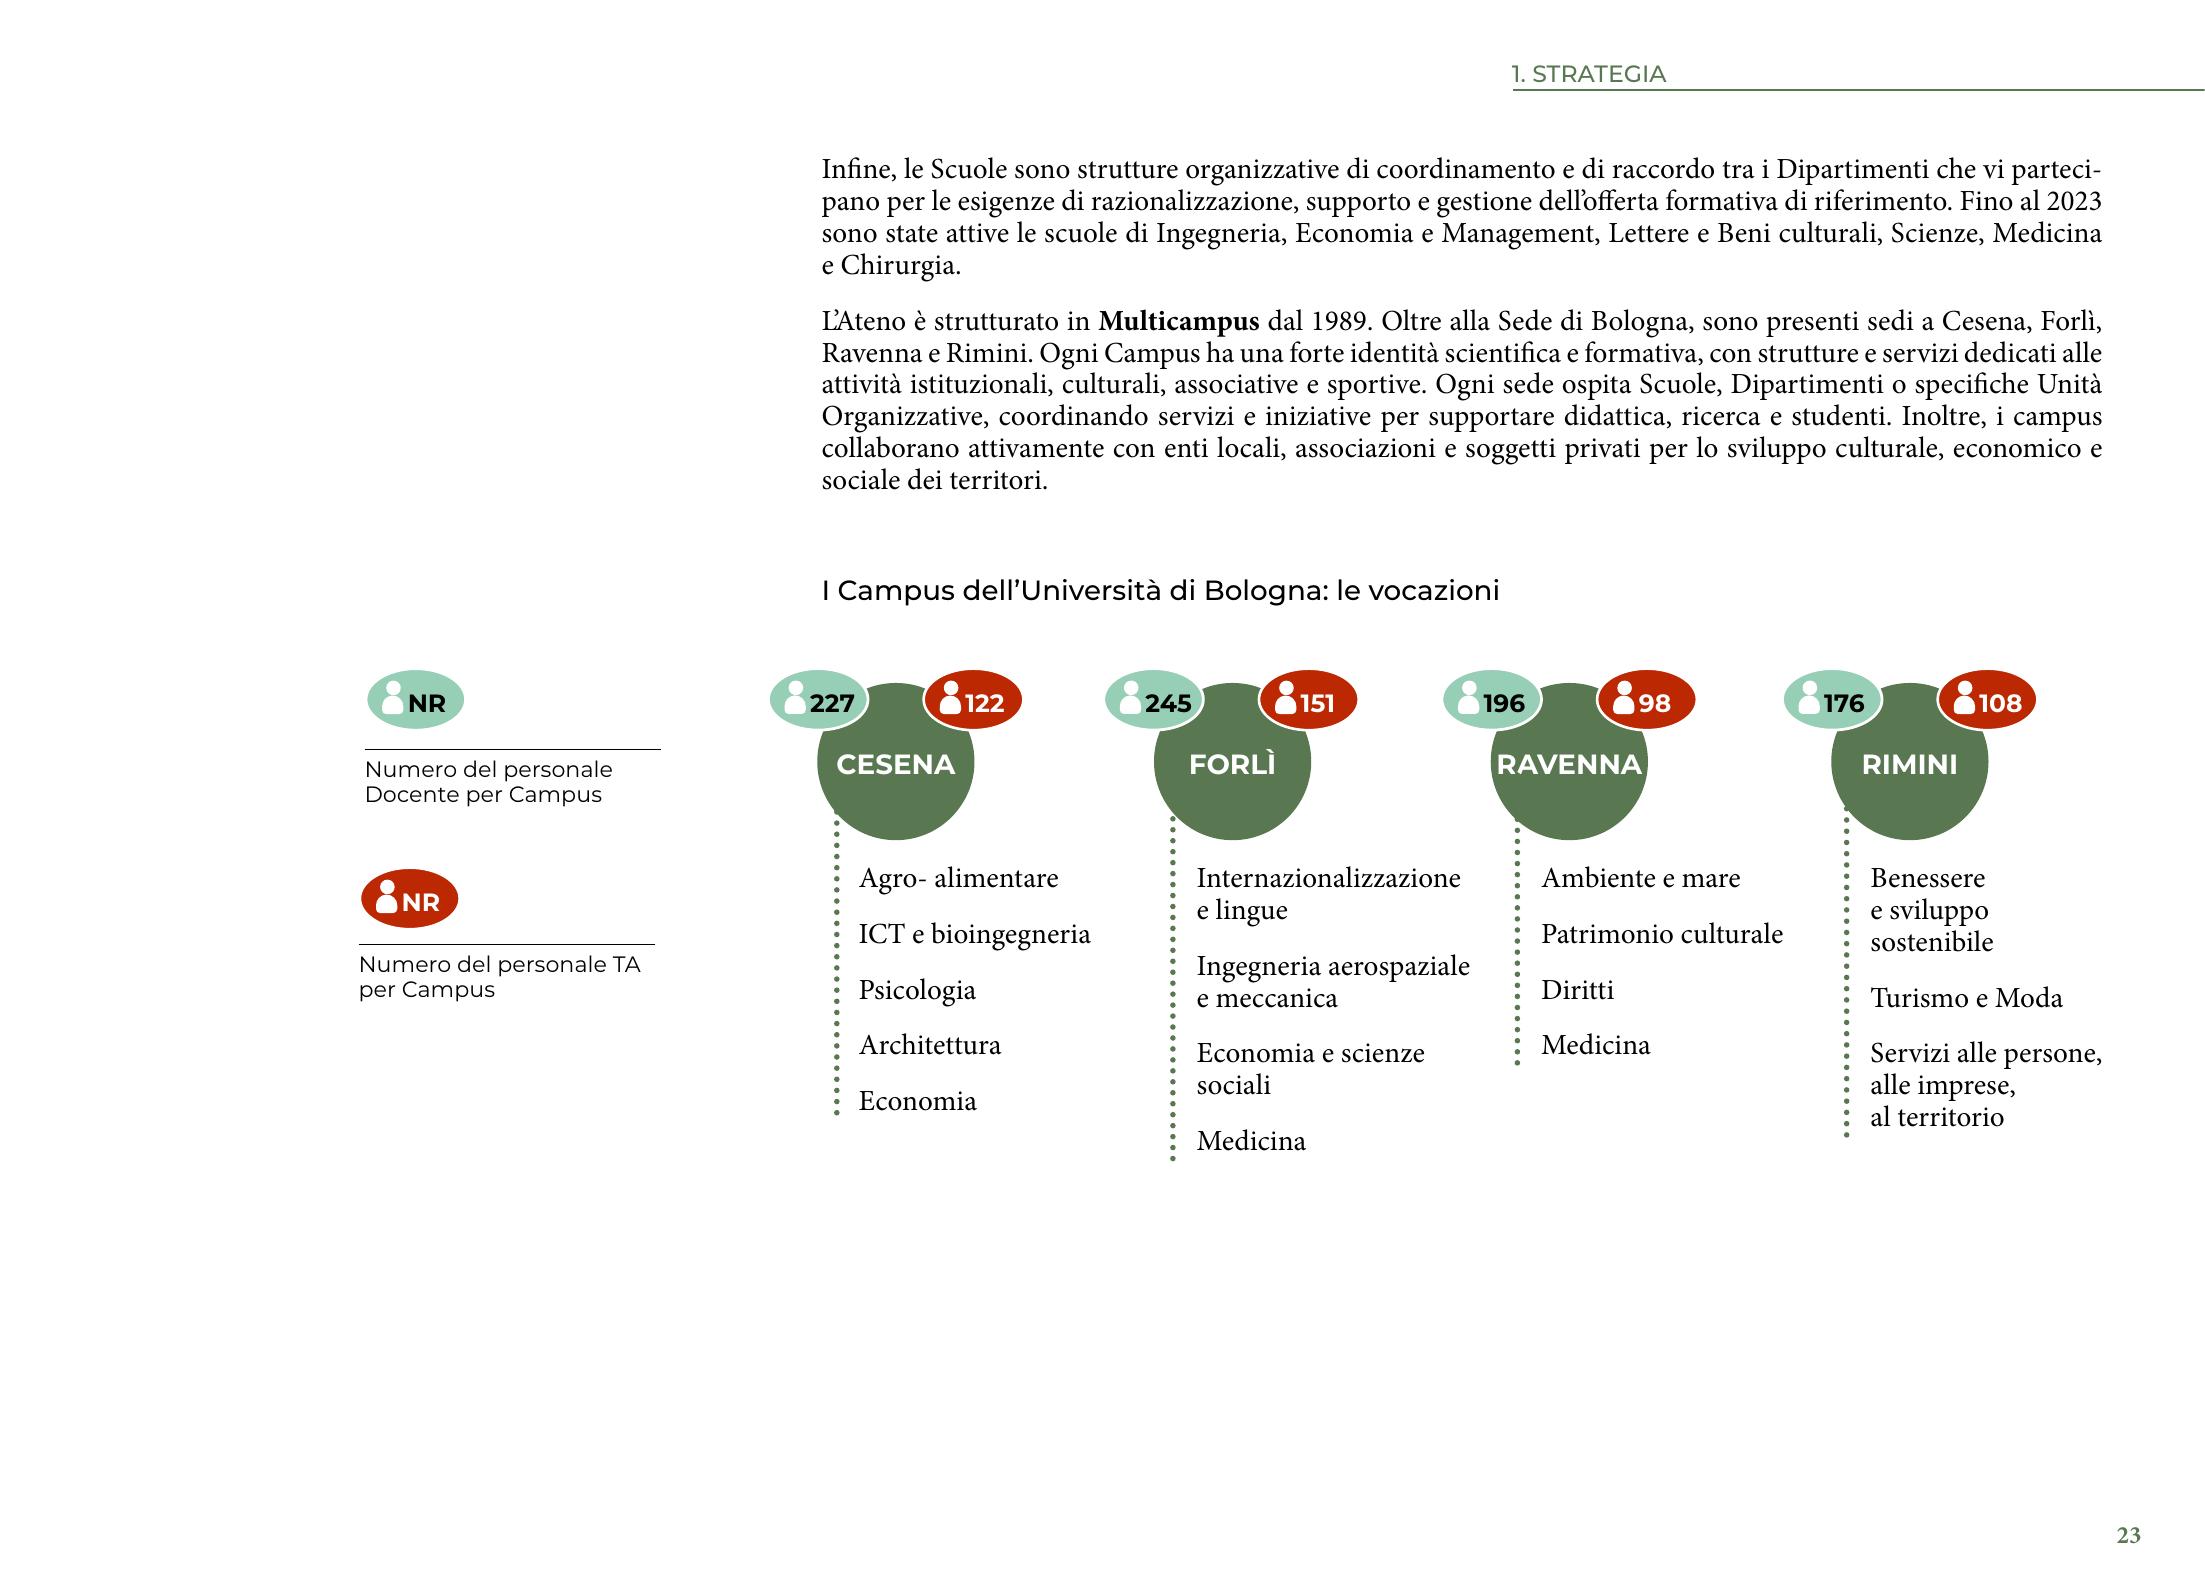 1. STRATEGIA
Infine, le Scuole sono strutture organizzative di coordinamento e di raccordo tra i Dipartimenti che vi parteci-
pano per le esigenze di razionalizzazione, supporto e gestione dell’offerta formativa di riferimento. Fino al 2023
sono state attive le scuole di Ingegneria, Economia e Management, Lettere e Beni culturali, Scienze, Medicina
e Chirurgia.
L’Ateno è strutturato in Multicampus dal 1989. Oltre alla Sede di Bologna, sono presenti sedi a Cesena, Forlì,
Ravenna e Rimini. Ogni Campus ha una forte identità scientifica e formativa, con strutture e servizi dedicati alle
attività istituzionali, culturali, associative e sportive. Ogni sede ospita Scuole, Dipartimenti o specifiche Unità
Organizzative, coordinando servizi e iniziative per supportare didattica, ricerca e studenti. Inoltre, i campus
collaborano attivamente con enti locali, associazioni e soggetti privati per lo sviluppo culturale, economico e
sociale dei territori.
I Campus dell’Università di Bologna: le vocazioni
NR
Numero del personale
Docente per Campus
NR
Numero del personale TA
per Campus
227
122
CESENA
Agro- alimentare
ICT e bioingegneria
Psicologia
Architettura
Economia
245
151
FORLÌ
Internazionalizzazione
e lingue
Ingegneria aerospaziale
e meccanica
Economia e scienze
sociali
Medicina
196
98
RAVENNA
Ambiente e mare
Patrimonio culturale
Diritti
Medicina
176
108
RIMINI
Benessere
e sviluppo
sostenibile
Turismo e Moda
Servizi alle persone,
alle imprese,
al territorio
23